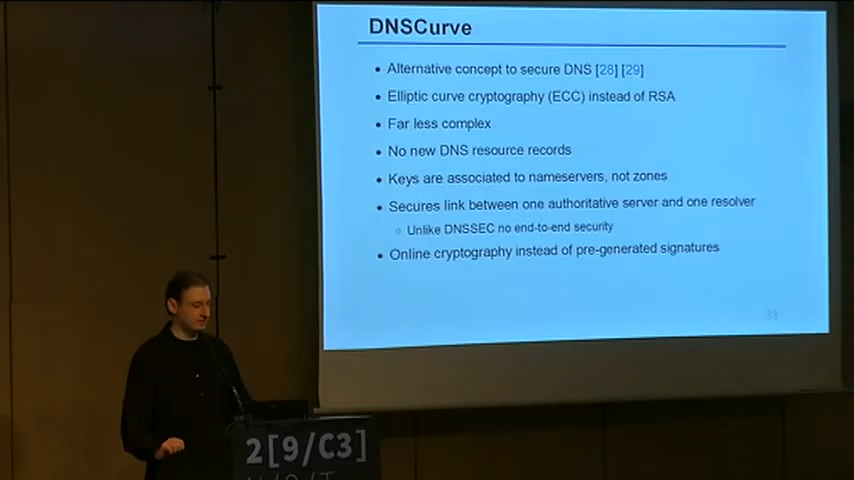 DNSCurve
• Alternative concept to secure DNS [28] [29]
• Elliptic curve cryptography (ECC) instead of RSA
• Far less complex
• No new DNS resource records
• Keys are associated to nameservers, not zones
• Secures link between one authoritative server and one resolver
○ Unlike DNSSEC no end-to-end security
• Online cryptography instead of pre-generated signatures
33
2[9/C3]